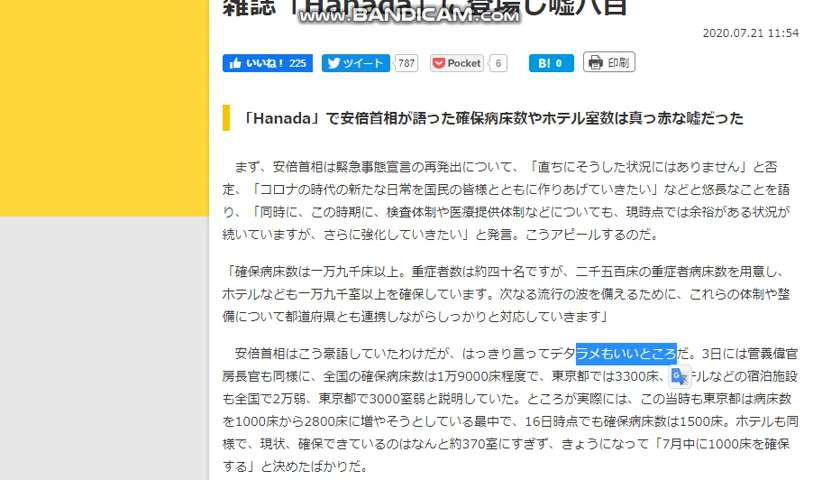 雑誌「Hanada」に登場し嘘八百
www.BANDICAM.com
2020.07.21 11:54
いいね！ 225 ツイート 787 Pocket 6 B! 0 印刷
「Hanada」で安倍首相が語った確保病床数やホテル室数は真っ赤な嘘だった
まず、安倍首相は緊急事態宣言の再発出について、「直ちにそうした状況にはありません」と否
定、「コロナの時代の新たな日常を国民の皆様とともに作りあげていきたい」などと悠長なことを語
り、「同時に、この時期に、検査体制や医療提供体制などについても、現時点では余裕がある状況が
続いていますが、さらに強化していきたい」と発言。こうアピールするのだ。
「確保病床数は一万九千床以上。重症者数は約四十名ですが、二千五百床の重症者病床数を用意し、
ホテルなども一万九千室以上を確保しています。次なる流行の波を備えるために、これらの体制や整
備について都道府県とも連携しながらしっかりと対応していきます」
安倍首相はこう豪語していたわけだが、はっきり言ってデタラメもいいところだ。3日には菅義偉官
房長官も同様に、全国の確保病床数は1万9000床程度で、東京都では3300床、テルなどの宿泊施設
も全国で2万弱、東京都で3000室弱と説明していた。ところが実際には、この当時も東京都は病床数
を1000床から2800床に増やそうとしている最中で、16日時点でも確保病床数は1500床。ホテルも同
様で、現状、確保できているのはなんと約370室にすぎず、きょうになって「7月中に1000床を確保
する」と決めたばかりだ。